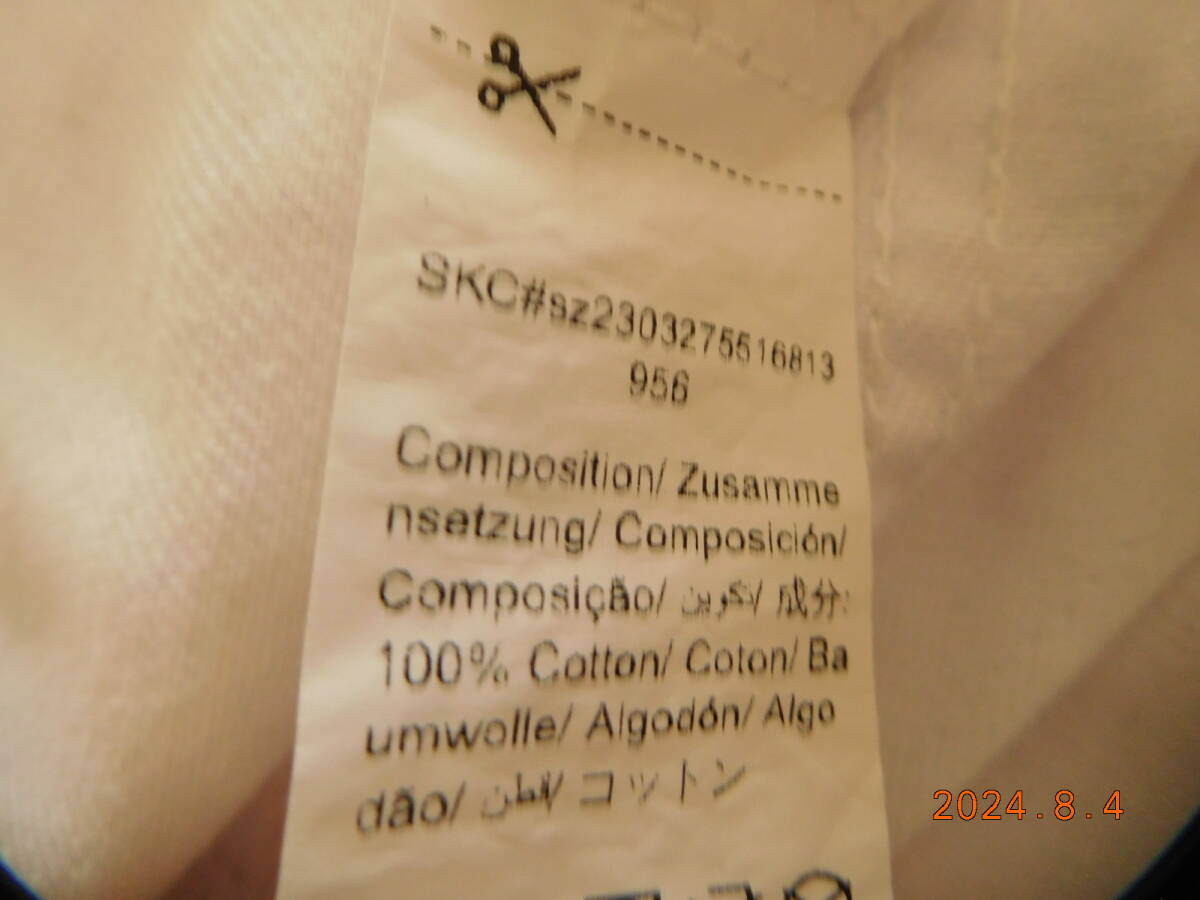 SKC#sz2303275516813
956
Composition/ Zusamme
nsetzung/ Composición/
Composição/ تكوين/ 成分:
100% Cotton/ Coton/ Ba
umwolle/ Algodón/ Algo
dão/ قطن/ コットン
2024.8.4